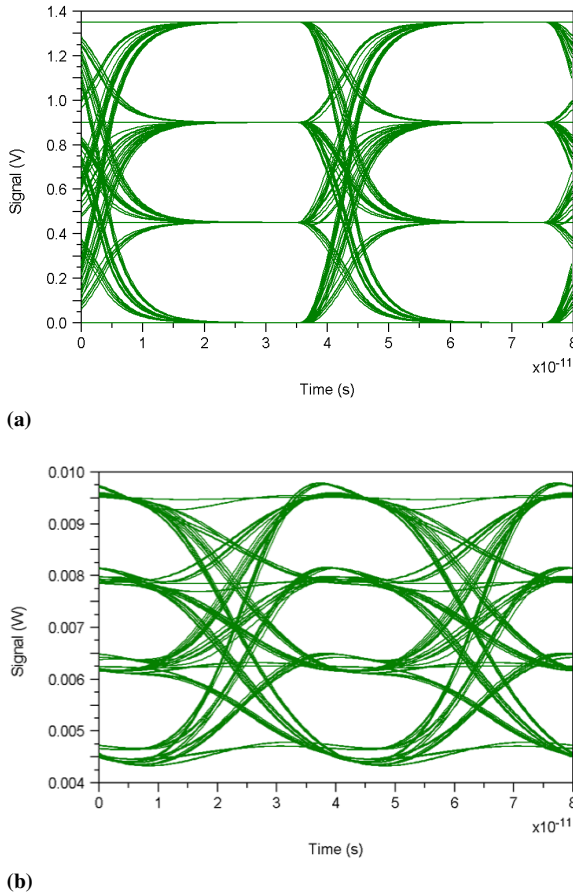 1.4
1.2
1.0
0.8
0.6
0.4
0.2
0.0
Signal (V)
0 1 2 3 4 5 6 7 8
x10-11
Time (s)
(a)
0.010
0.009
0.008
0.007
0.006
0.005
0.004
Signal (W)
0 1 2 3 4 5 6 7 8
x10-11
Time (s)
(b)